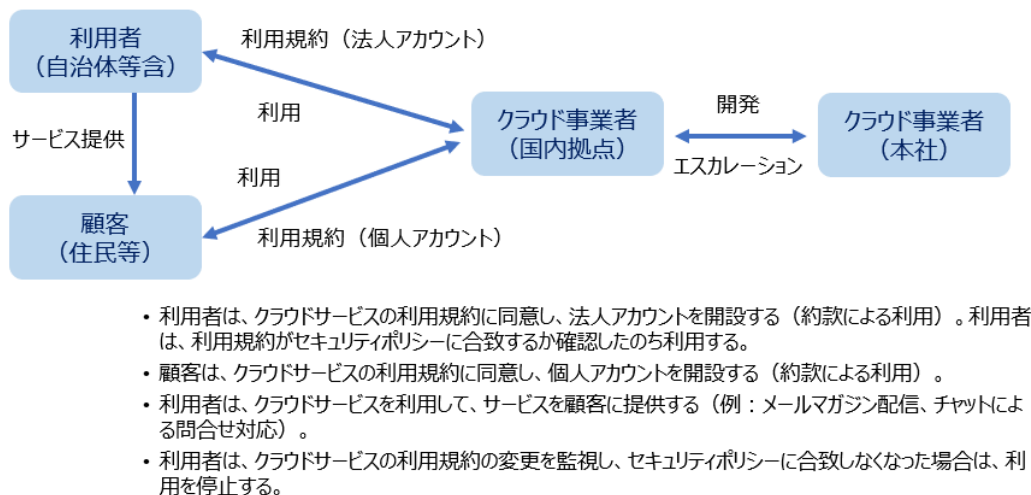 利用者
（自治体等含）
利用規約（法人アカウント）
利用
サービス提供
クラウド事業者
（国内拠点）
開発
エスカレーション
クラウド事業者
（本社）
利用
顧客
（住民等）
利用規約（個人アカウント）
• 利用者は、クラウドサービスの利用規約に同意し、法人アカウントを開設する（約款による利用）。利用者
は、利用規約がセキュリティポリシーに合致するか確認したのち利用する。
• 顧客は、クラウドサービスの利用規約に同意し、個人アカウントを開設する（約款による利用）。
• 利用者は、クラウドサービスを利用して、サービスを顧客に提供する（例：メールマガジン配信、チャットによ
る問合せ対応）。
• 利用者は、クラウドサービスの利用規約の変更を監視し、セキュリティポリシーに合致しなくなった場合は、利
用を停止する。